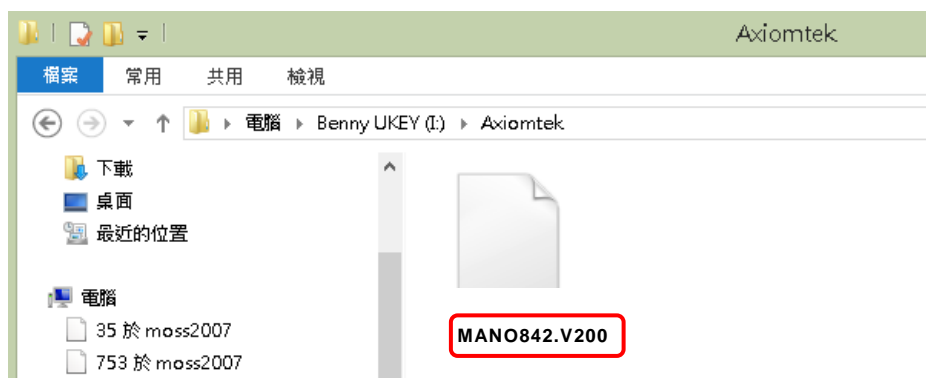 Axiomtek
檔案 常用 共用 檢視
電腦 Benny UKEY (I:) Axiomtek
下載
桌面
最近的位置
電腦
35 於 moss2007
753 於 moss2007
MANO842.V200